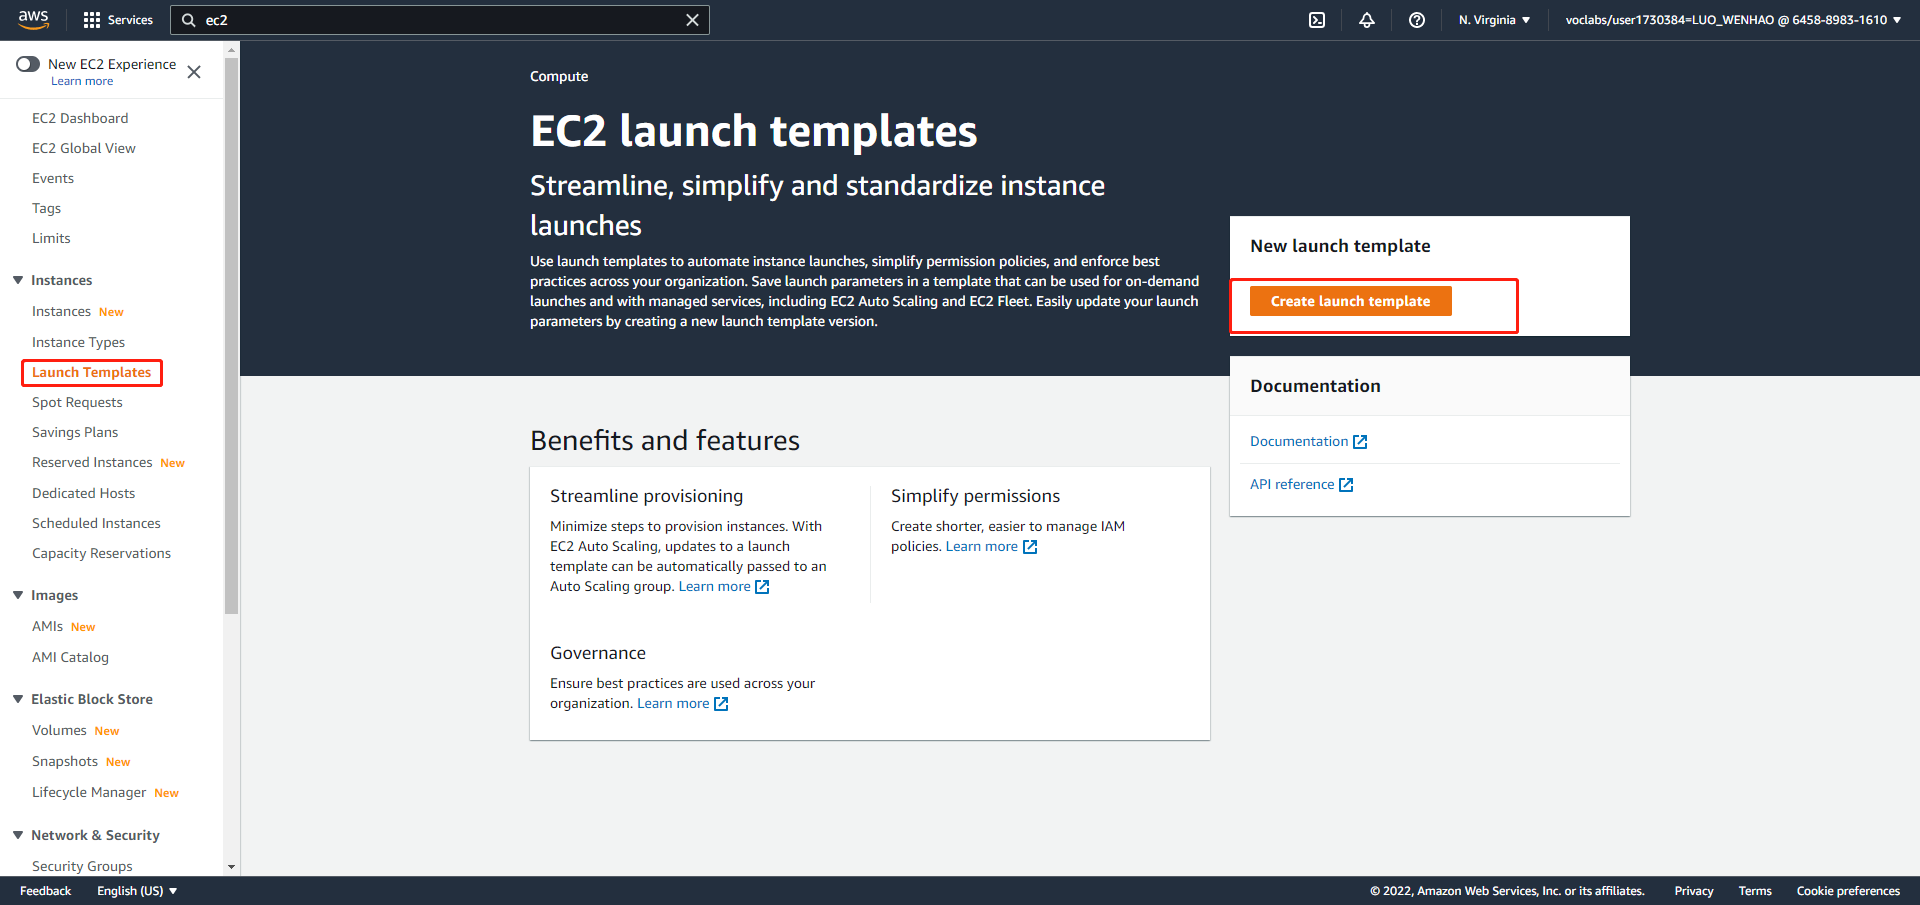 aws
Services
ec2
N. Virginia
voclabs/user1730384=LUO_WENHAO @ 6458-8983-1610
New EC2 Experience
Learn more
EC2 Dashboard
EC2 Global View
Events
Tags
Limits
Instances
Instances New
Instance Types
Launch Templates
Spot Requests
Savings Plans
Reserved Instances New
Dedicated Hosts
Scheduled Instances
Capacity Reservations
Images
AMIs New
AMI Catalog
Elastic Block Store
Volumes New
Snapshots New
Lifecycle Manager New
Network & Security
Security Groups
Compute
EC2 launch templates
Streamline, simplify and standardize instance
launches
Use launch templates to automate instance launches, simplify permission policies, and enforce best
practices across your organization. Save launch parameters in a template that can be used for on-demand
launches and with managed services, including EC2 Auto Scaling and EC2 Fleet. Easily update your launch
parameters by creating a new launch template version.
New launch template
Create launch template
Documentation
Documentation
API reference
Benefits and features
Streamline provisioning
Minimize steps to provision instances. With
EC2 Auto Scaling, updates to a launch
template can be automatically passed to an
Auto Scaling group. Learn more
Simplify permissions
Create shorter, easier to manage IAM
policies. Learn more
Governance
Ensure best practices are used across your
organization. Learn more
Feedback
English (US)
© 2022, Amazon Web Services, Inc. or its affiliates.
Privacy
Terms
Cookie preferences